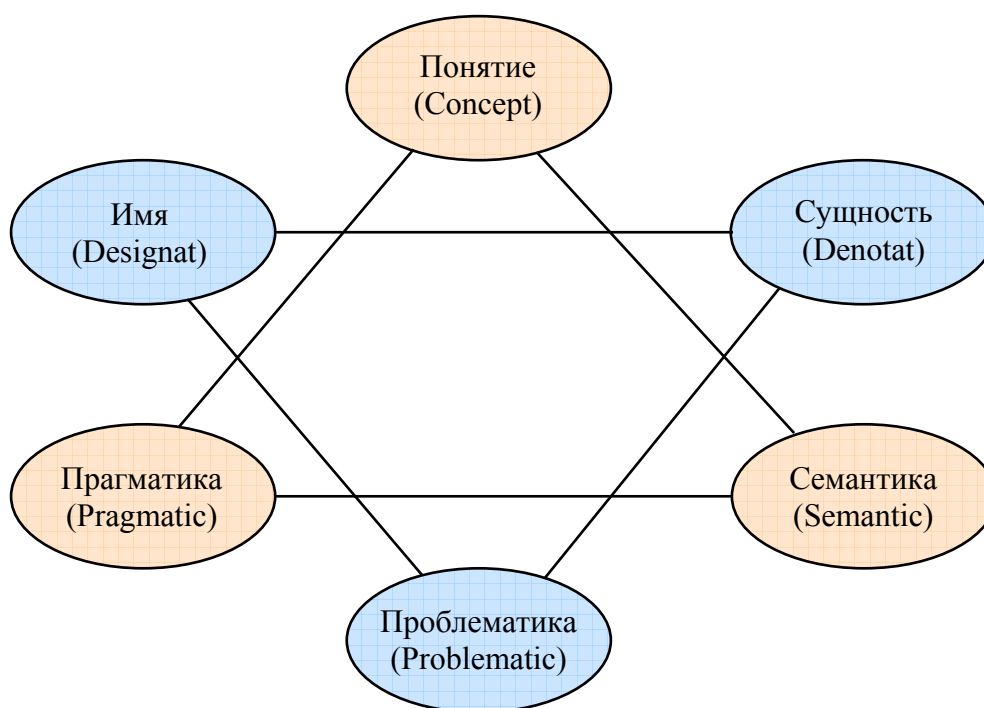 Понятие
(Concept)
Имя
(Designat)
Сущность
(Denotat)
Прагматика
(Pragmatic)
Семантика
(Semantic)
Проблематика
(Problematic)